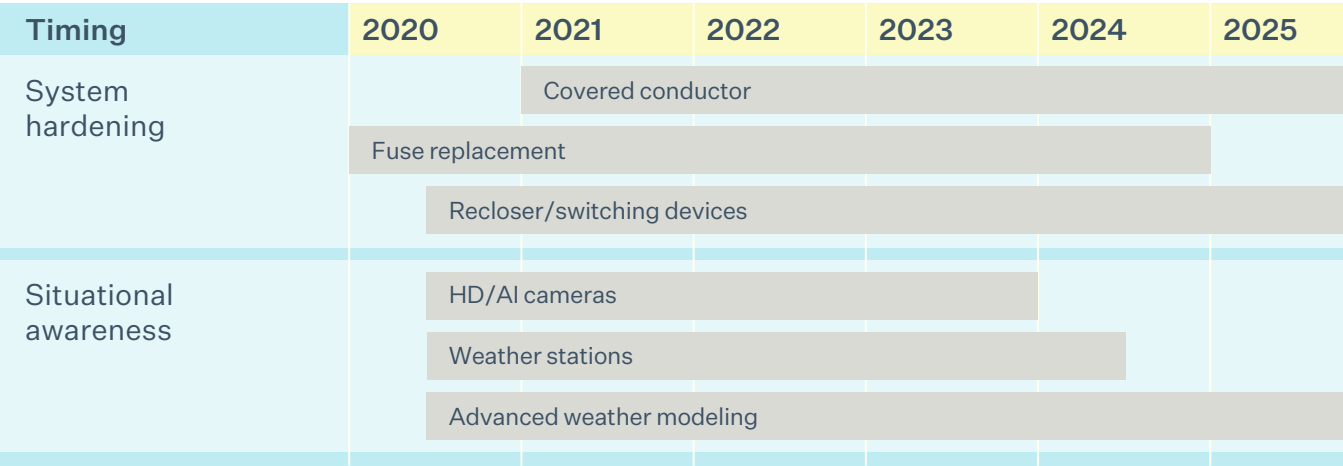 Timing 2020 2021 2022 2023 2024 2025
System
hardening
Covered conductor
Fuse replacement
Recloser/switching devices
Situational
awareness
HD/AI cameras
Weather stations
Advanced weather modeling